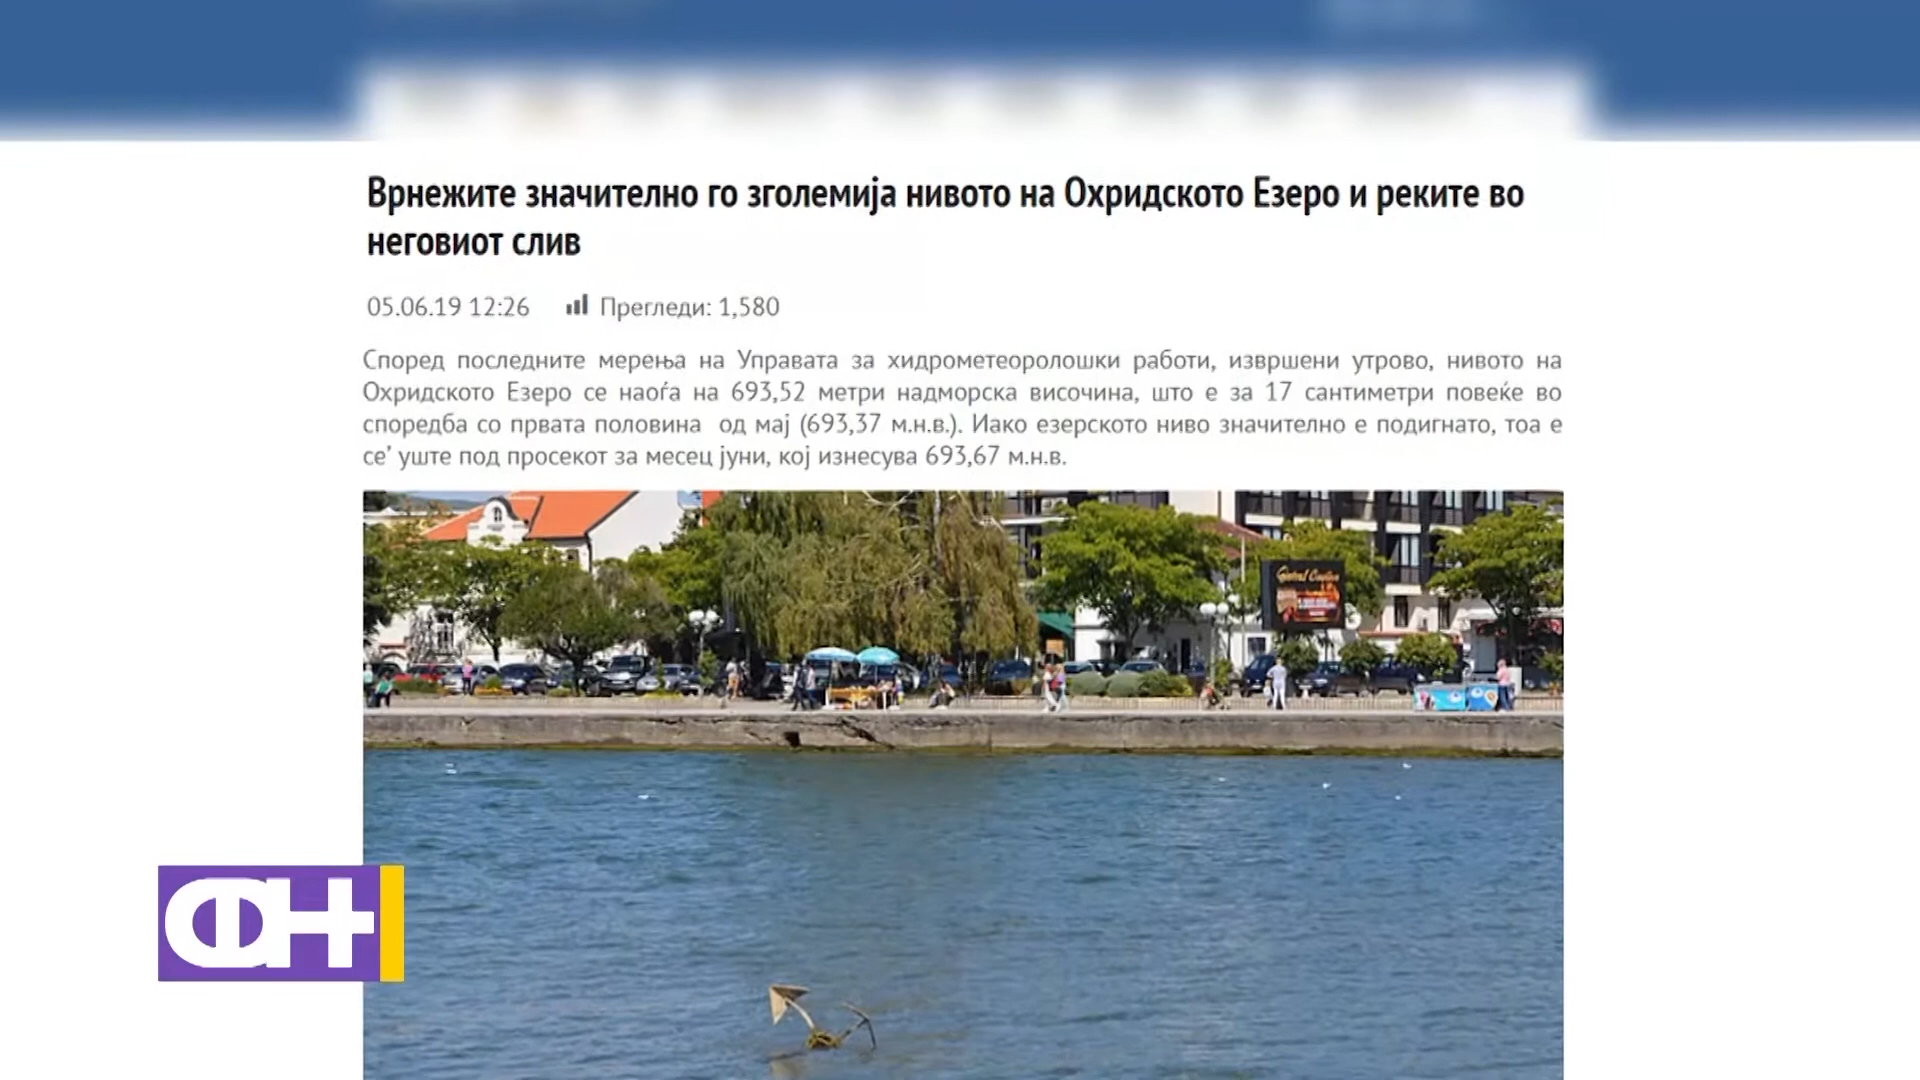 Врнежите значително го зголемија нивото на Охридското Езеро и реките во
неговиот слив
05.06.19 12:26 Прегледи: 1,580
Според последните мерења на Управата за хидрометеоролошки работи, извршени утрово, нивото на
Охридското Езеро се наоѓа на 693,52 метри надморска височина, што е за 17 сантиметри повеќе во
споредба со првата половина од мај (693,37 м.н.в.). Иако езерското ниво значително е подигнато, тоа е
се’ уште под просекот за месец јуни, кој изнесува 693,67 м.н.в.
ФН+